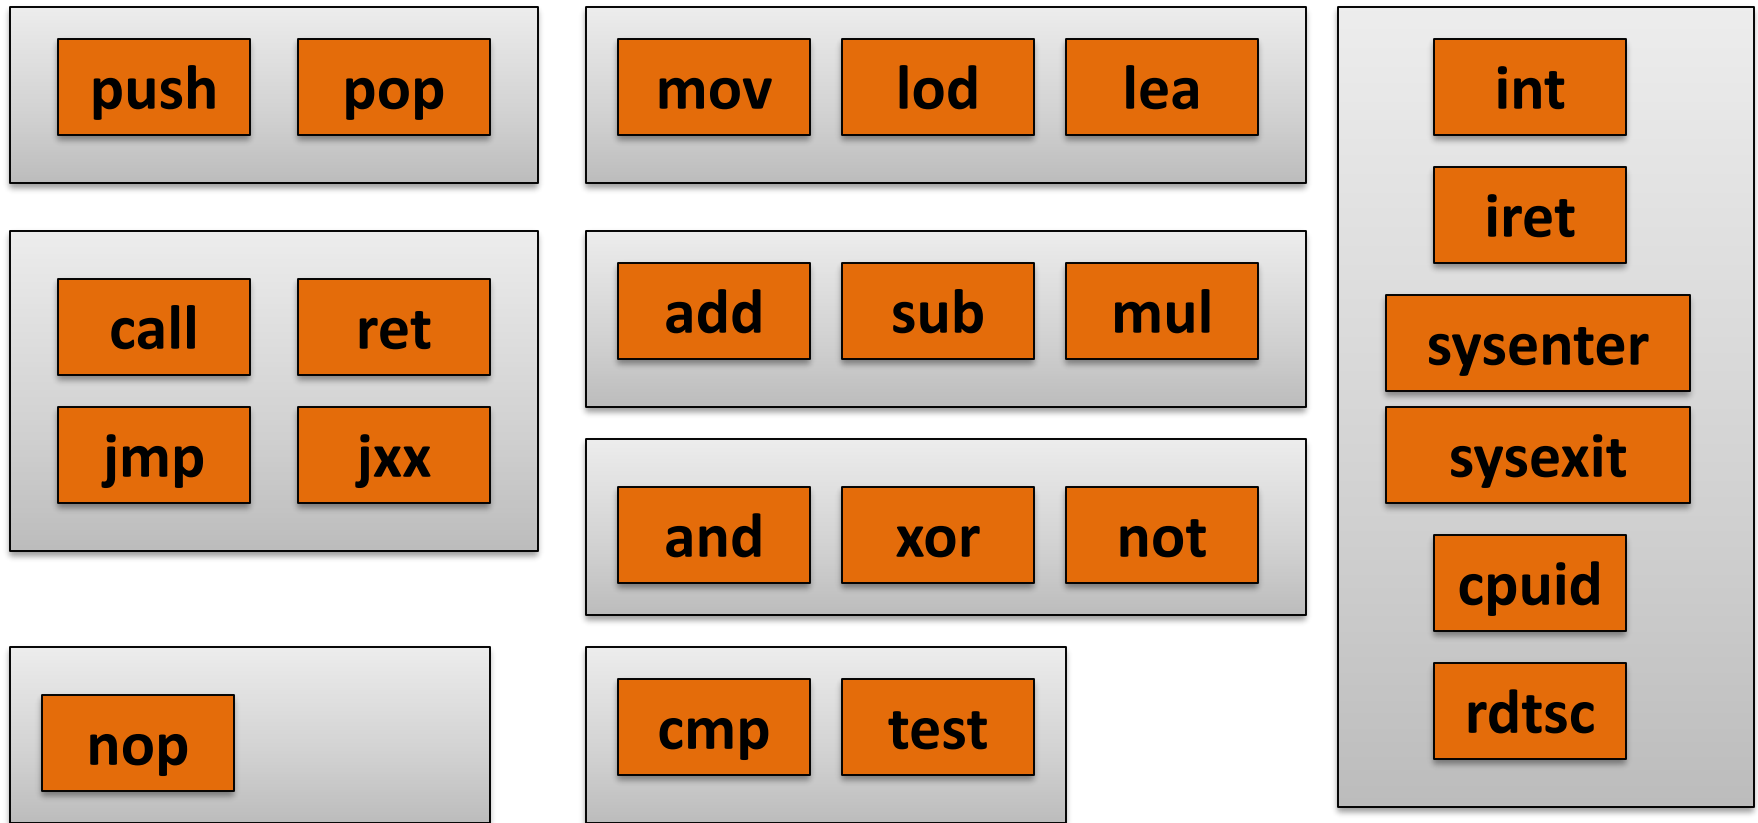 push pop
mov lod lea
call ret
jmp jxx
add sub mul
and xor not
nop
cmp test
int
iret
sysenter
sysexit
cpuid
rdtsc